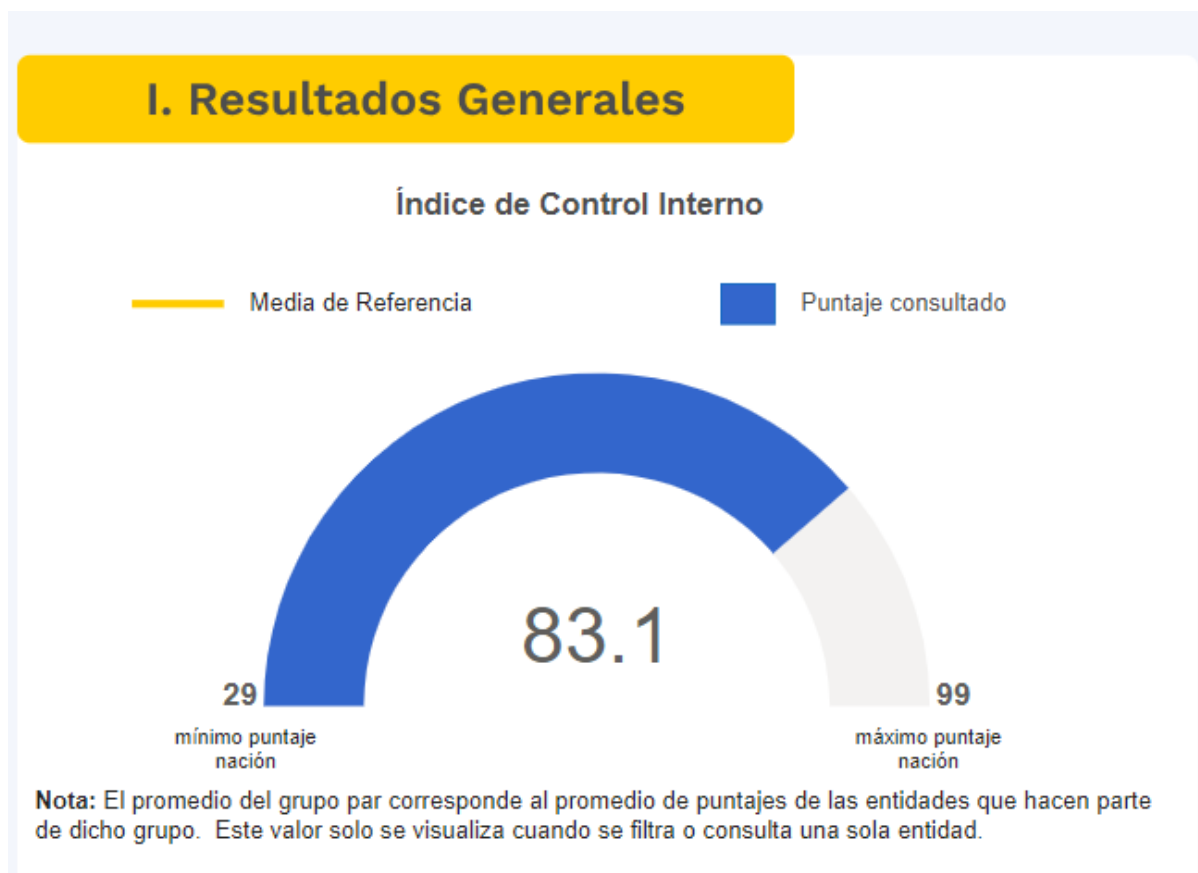 I. Resultados Generales
Índice de Control Interno
Media de Referencia
Puntaje consultado
83.1
29
mínimo puntaje
nación
99
máximo puntaje
nación
Nota: El promedio del grupo par corresponde al promedio de puntajes de las entidades que hacen parte
de dicho grupo.  Este valor solo se visualiza cuando se filtra o consulta una sola entidad.